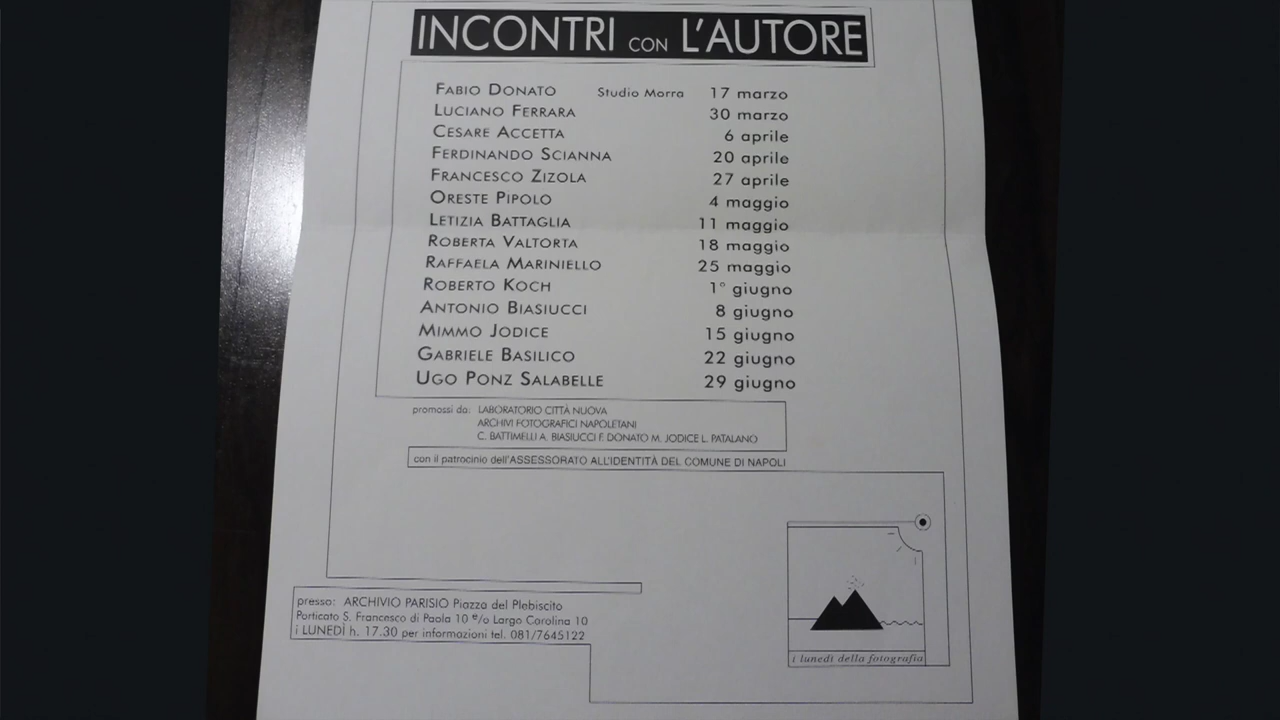 INCONTRI CON L'AUTORE
FABIO DONATO Studio Morra 17 marzo
LUCIANO FERRARA 30 marzo
CESARE ACCETTA 6 aprile
FERDINANDO SCIANNA 20 aprile
FRANCESCO ZIZOLA 27 aprile
ORESTE PIPOLO 4 maggio
LETIZIA BATTAGLIA 11 maggio
ROBERTA VALTORTA 18 maggio
RAFFAELA MARINIELLO 25 maggio
ROBERTO KOCH 1° giugno
ANTONIO BIASIUCCI 8 giugno
MIMMO JODICE 15 giugno
GABRIELE BASILICO 22 giugno
UGO PONZ SALABELLE 29 giugno
promossi da: LABORATORIO CITTÀ NUOVA
ARCHIVI FOTOGRAFICI NAPOLETANI
C. BATTIMELLI A. BIASIUCCI F. DONATO M. JODICE L. PATALANO
con il patrocinio dell'ASSESSORATO ALL'IDENTITÀ DEL COMUNE DI NAPOLI
presso: ARCHIVIO PARISIO Piazza del Plebiscito
Porticato S. Francesco di Paola 10 e/o Largo Carolina 10
i LUNEDÌ h. 17.30 per informazioni tel. 081/7645122
i lunedì della fotografia